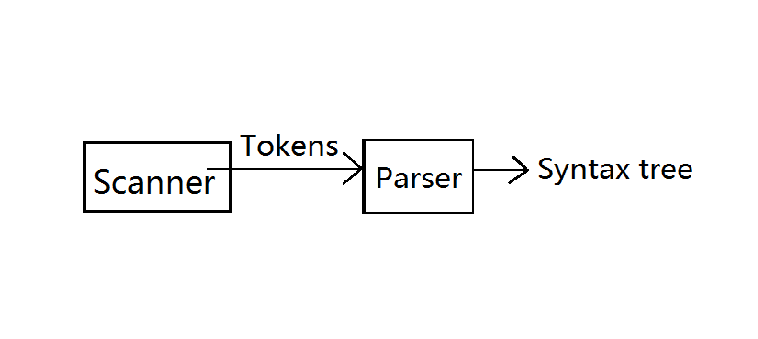 Tokens
Scanner
Parser
Syntax tree